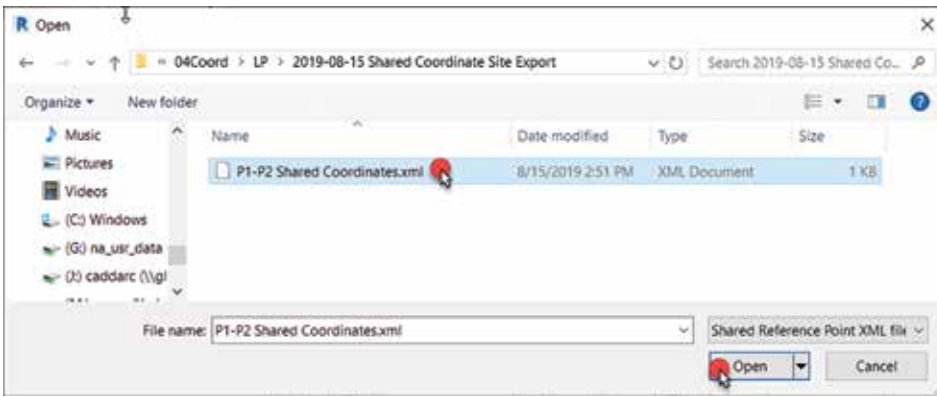 R Open
« 04Coord > LP > 2019-08-15 Shared Coordinate Site Export
Search 2019-08-15 Shared Co...
Organize
New folder
Name
Date modified
Type
Size
Music
Pictures
Videos
(C:) Windows
(G:) na_usr_data
(J:) caddarc (\\gl
P1-P2 Shared Coordinates.xml
8/15/2019 2:51 PM
XML Document
1 KB
File name:
P1-P2 Shared Coordinates.xml
Shared Reference Point XML file
Open
Cancel